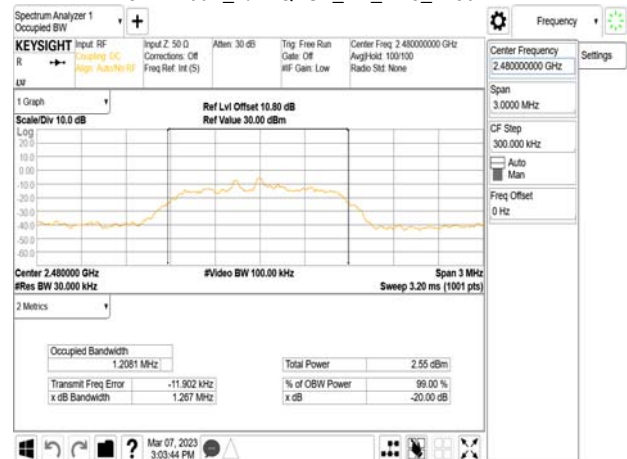 Spectrum Analyzer 1
Occupied BW
+
Frequency
KEYSIGHT
Input: RF
Coupling: DC
Align: Auto/No RF
R
LW
Input Z: 50 Ω
Corrections: Off
Freq Ref: Int (S)
Atten: 30 dB
Trig: Free Run
Gate: Off
#IF Gain: Low
Center Freq: 2.480000000 GHz
Avg|Hold: 100/100
Radio Std: None
Center Frequency
2.480000000 GHz
Settings
Span
3.0000 MHz
CF Step
300.000 kHz
Auto
Man
Freq Offset
0 Hz
1 Graph
Scale/Div 10.0 dB
Ref Lvl Offset 10.80 dB
Ref Value 30.00 dBm
Log
20.0
10.0
0.00
-10.0
-20.0
-30.0
-40.0
-50.0
-60.0
Center 2.480000 GHz
#Res BW 30.000 kHz
#Video BW 100.00 kHz
Span 3 MHz
Sweep 3.20 ms (1001 pts)
2 Metrics
Occupied Bandwidth
1.2081 MHz
Total Power 2.55 dBm
Transmit Freq Error -11.902 kHz
% of OBW Power 99.00 %
x dB Bandwidth 1.267 MHz
x dB -20.00 dB
?
Mar 07, 2023
3:03:44 PM